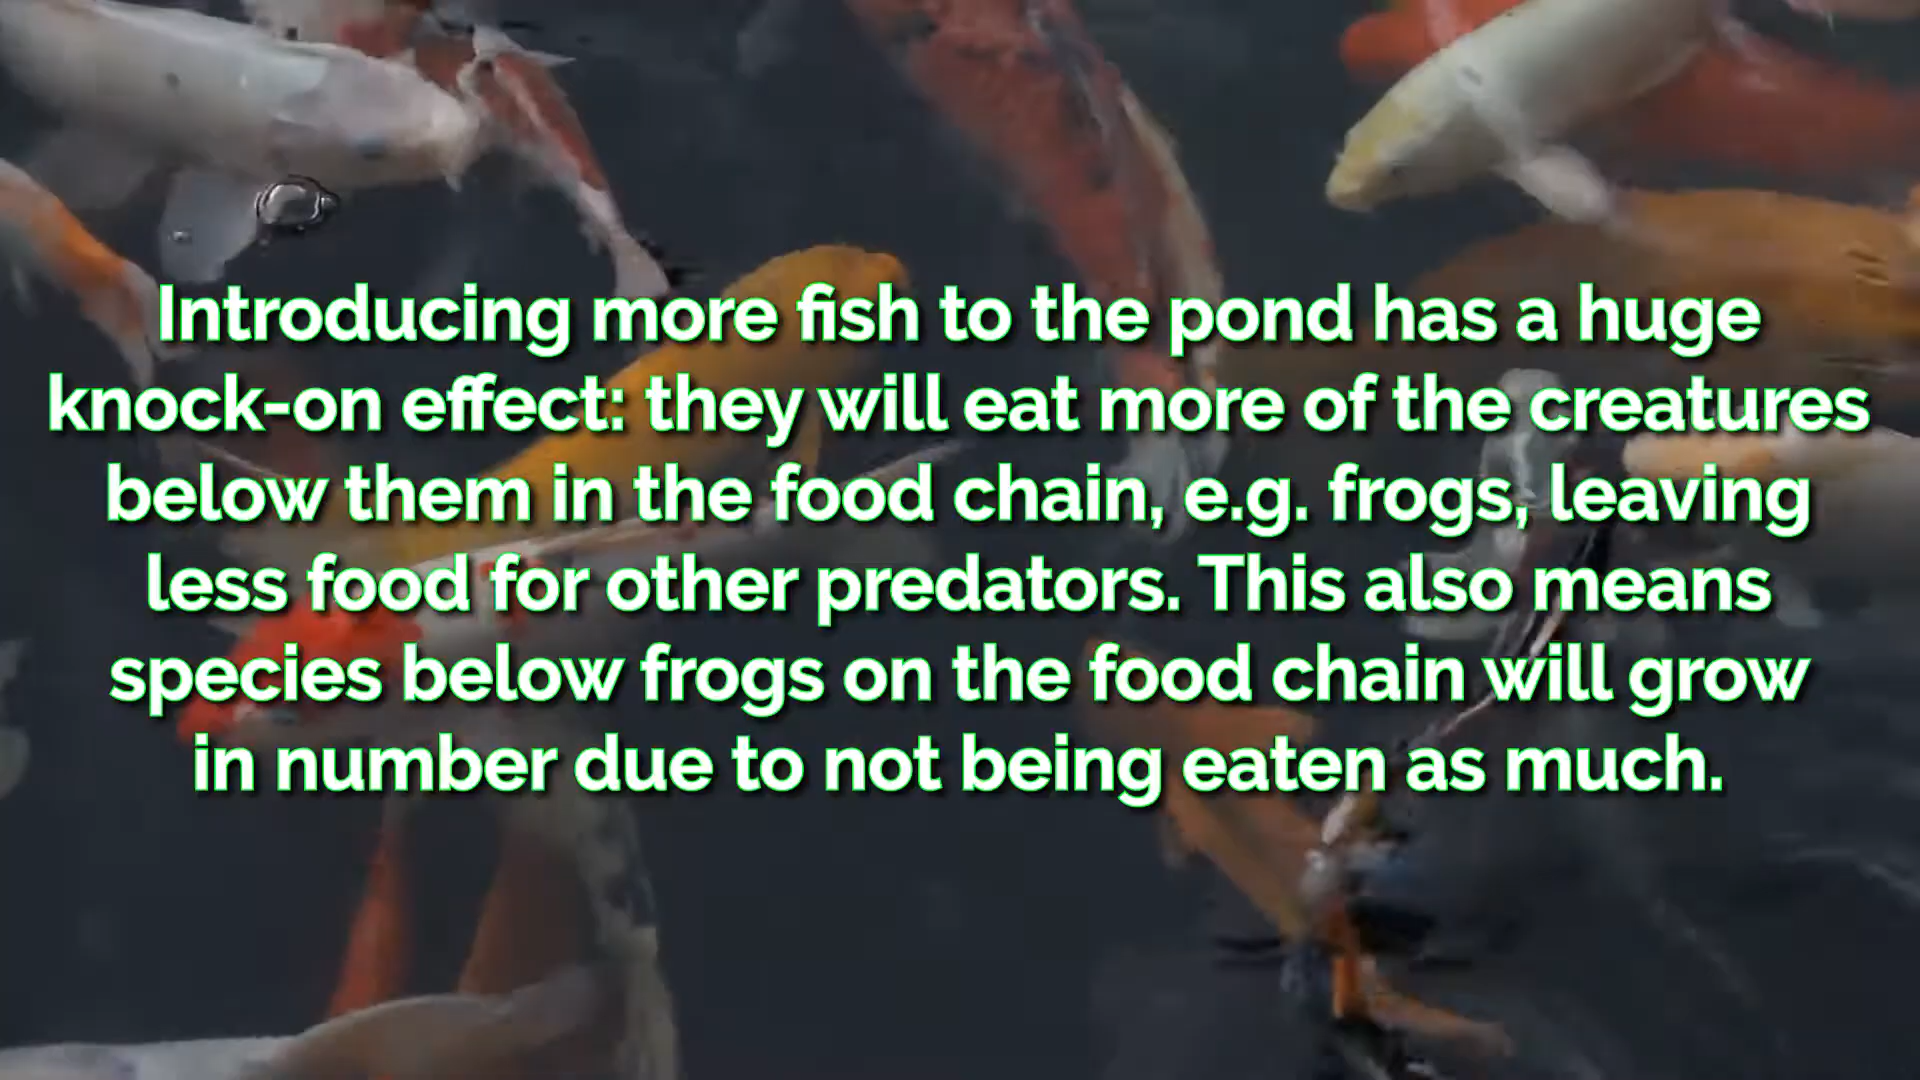 Introducing more fish to the pond has a huge
knock-on effect: they will eat more of the creatures
below them in the food chain, e.g. frogs, leaving
less food for other predators. This also means
species below frogs on the food chain will grow
in number due to not being eaten as much.